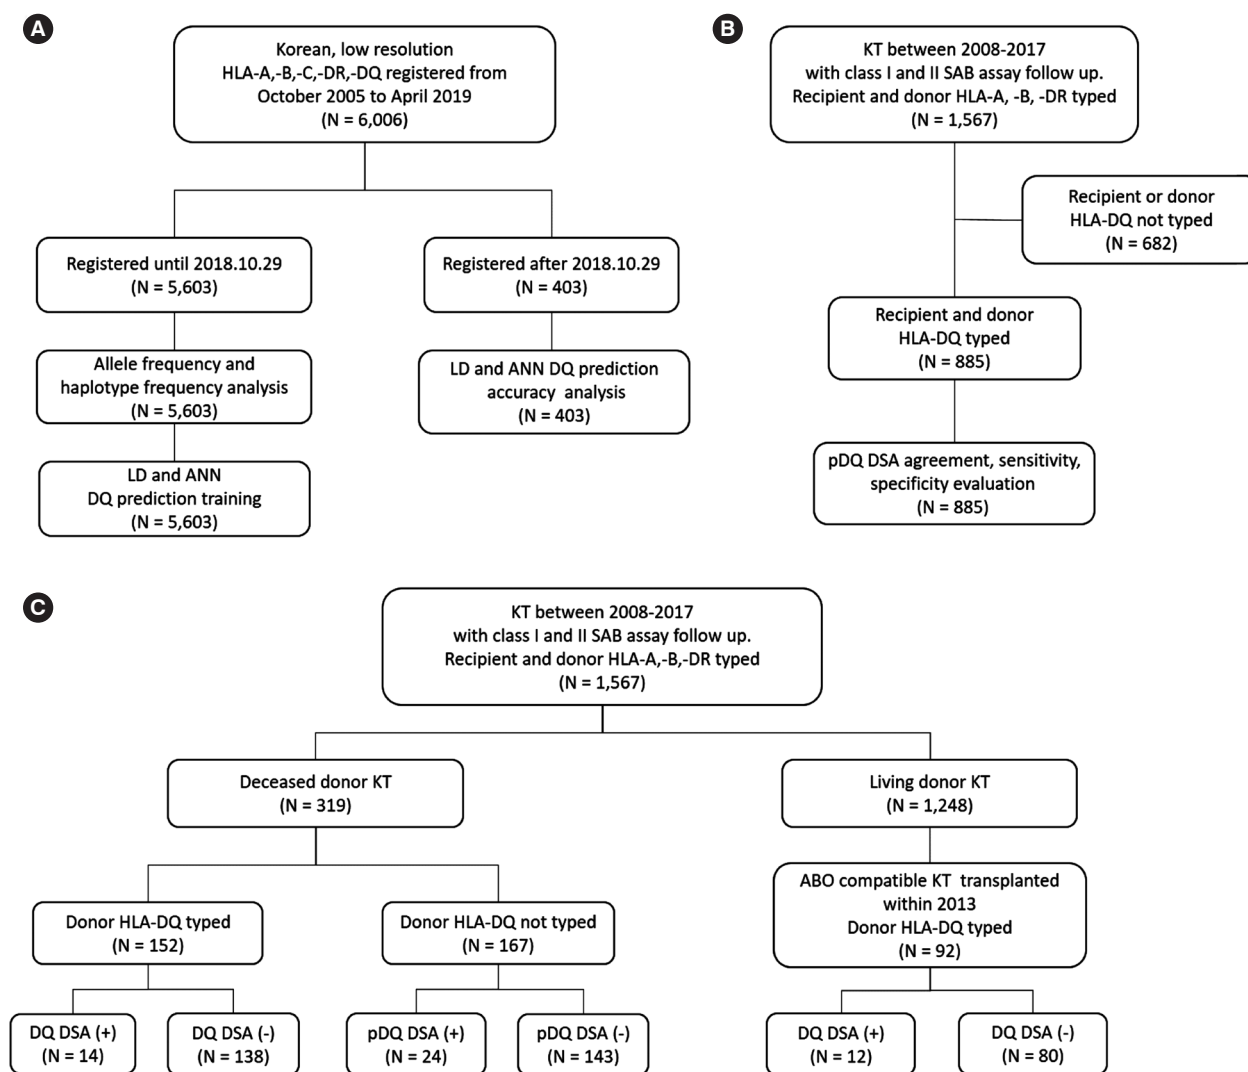 A
Korean, low resolution
HLA-A,-B,-C,-DR,-DQ registered from
October 2005 to April 2019
(N = 6,006)
Registered until 2018.10.29
(N = 5,603)
Registered after 2018.10.29
(N = 403)
Allele frequency and
haplotype frequency analysis
(N = 5,603)
LD and ANN DQ prediction
accuracy analysis
(N = 403)
LD and ANN
DQ prediction training
(N = 5,603)
B
KT between 2008-2017
with class I and II SAB assay follow up.
Recipient and donor HLA-A, -B, -DR typed
(N = 1,567)
Recipient or donor
HLA-DQ not typed
(N = 682)
Recipient and donor
HLA-DQ typed
(N = 885)
pDQ DSA agreement, sensitivity,
specificity evaluation
(N = 885)
C
KT between 2008-2017
with class I and II SAB assay follow up.
Recipient and donor HLA-A,-B,-DR typed
(N = 1,567)
Deceased donor KT
(N = 319)
Living donor KT
(N = 1,248)
Donor HLA-DQ typed
(N = 152)
Donor HLA-DQ not typed
(N = 167)
ABO compatible KT transplanted
within 2013
Donor HLA-DQ typed
(N = 92)
DQ DSA (+)
(N = 14)
DQ DSA (-)
(N = 138)
pDQ DSA (+)
(N = 24)
pDQ DSA (-)
(N = 143)
DQ DSA (+)
(N = 12)
DQ DSA (-)
(N = 80)